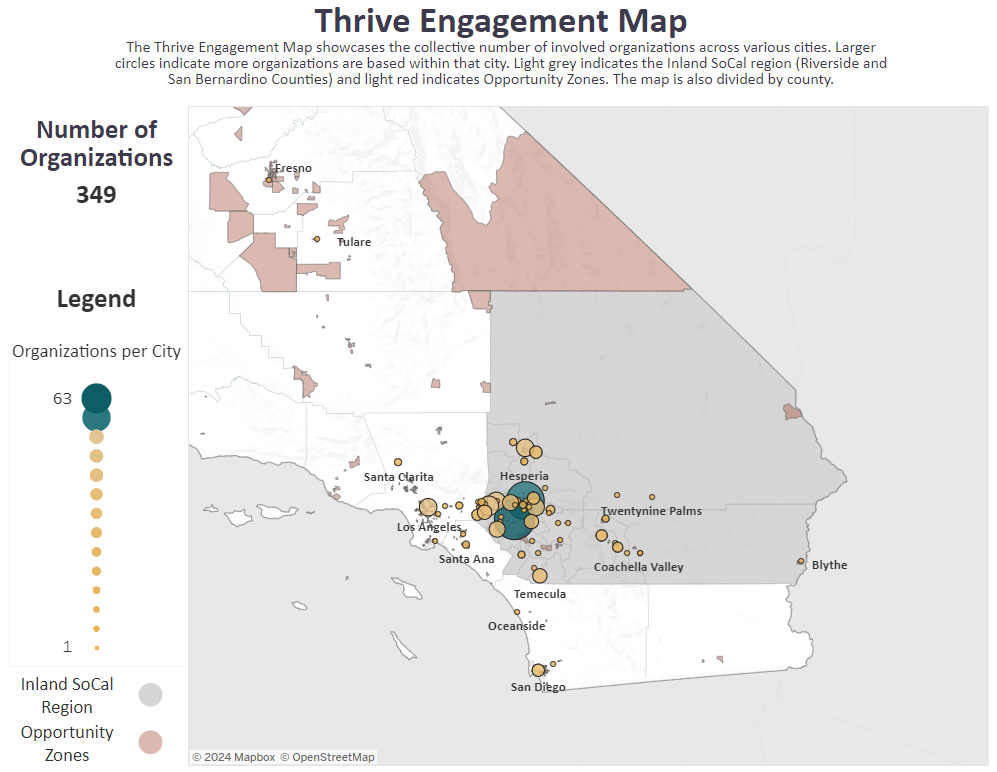 Thrive Engagement Map
The Thrive Engagement Map showcases the collective number of involved organizations across various cities. Larger
circles indicate more organizations are based within that city. Light grey indicates the Inland SoCal region (Riverside and
San Bernardino Counties) and light red indicates Opportunity Zones. The map is also divided by county.
Number of
Organizations
349
Legend
Organizations per City
63
1
Inland SoCal
Region
Opportunity
Zones
Fresno
Tulare
Santa Clarita
Hesperia
Los Angeles
Twentynine Palms
Santa Ana
Coachella Valley
Blythe
Temecula
Oceanside
San Diego
© 2024 Mapbox © OpenStreetMap